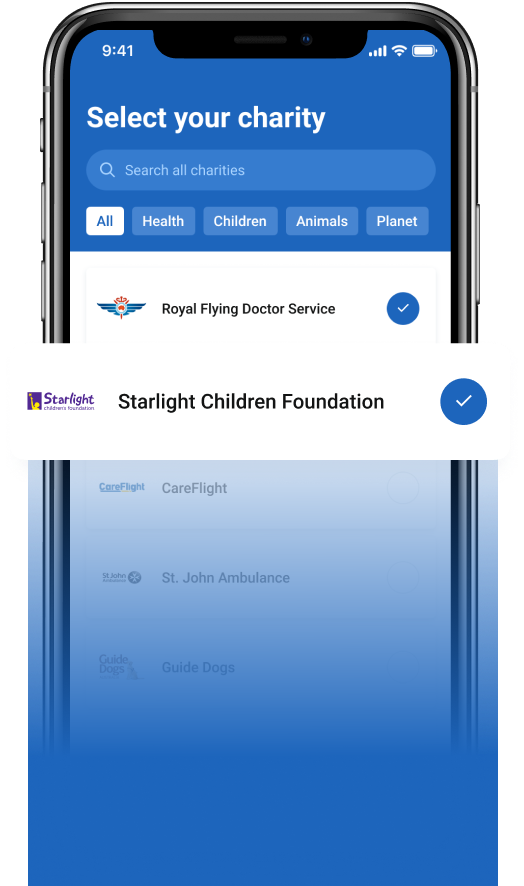 9:41
Select your charity
Search all charities
All Health Children Animals Planet
Royal Flying Doctor Service
Starlight
children's foundation
Starlight Children Foundation
CareFlight
CareFlight
St John
Ambulance
St. John Ambulance
Guide
Dogs
Guide Dogs